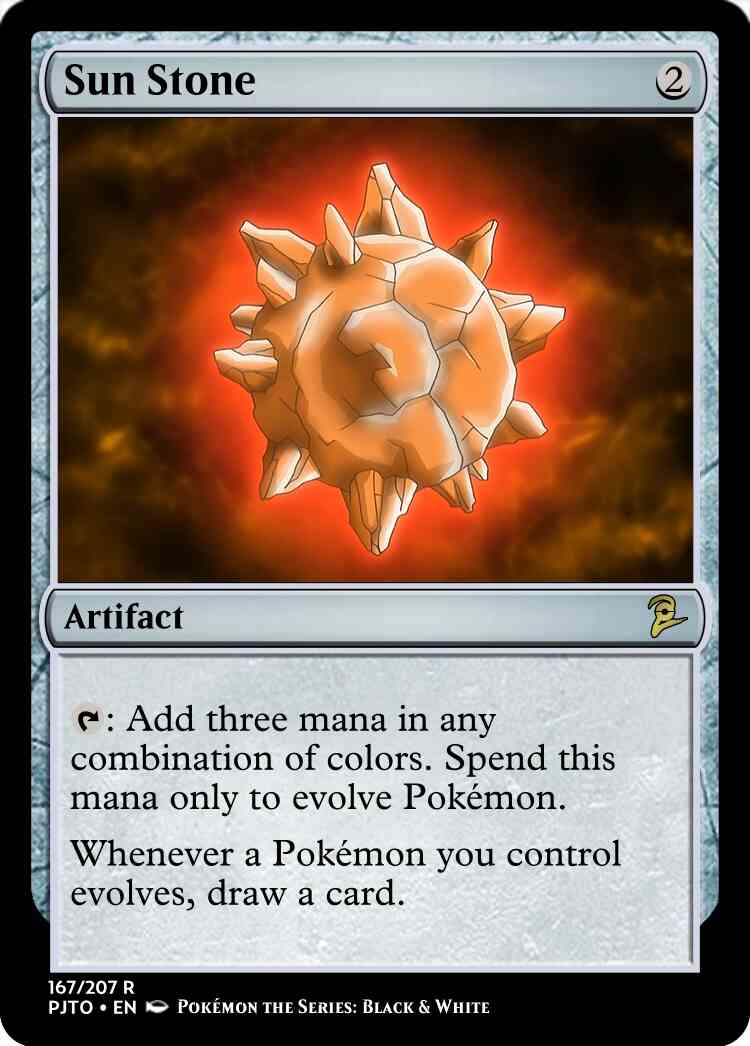 Sun Stone 2
Artifact
: Add three mana in any
combination of colors. Spend this
mana only to evolve Pokémon.
Whenever a Pokémon you control
evolves, draw a card.
167/207 R
PJTO • EN Pokémon the Series: Black & White